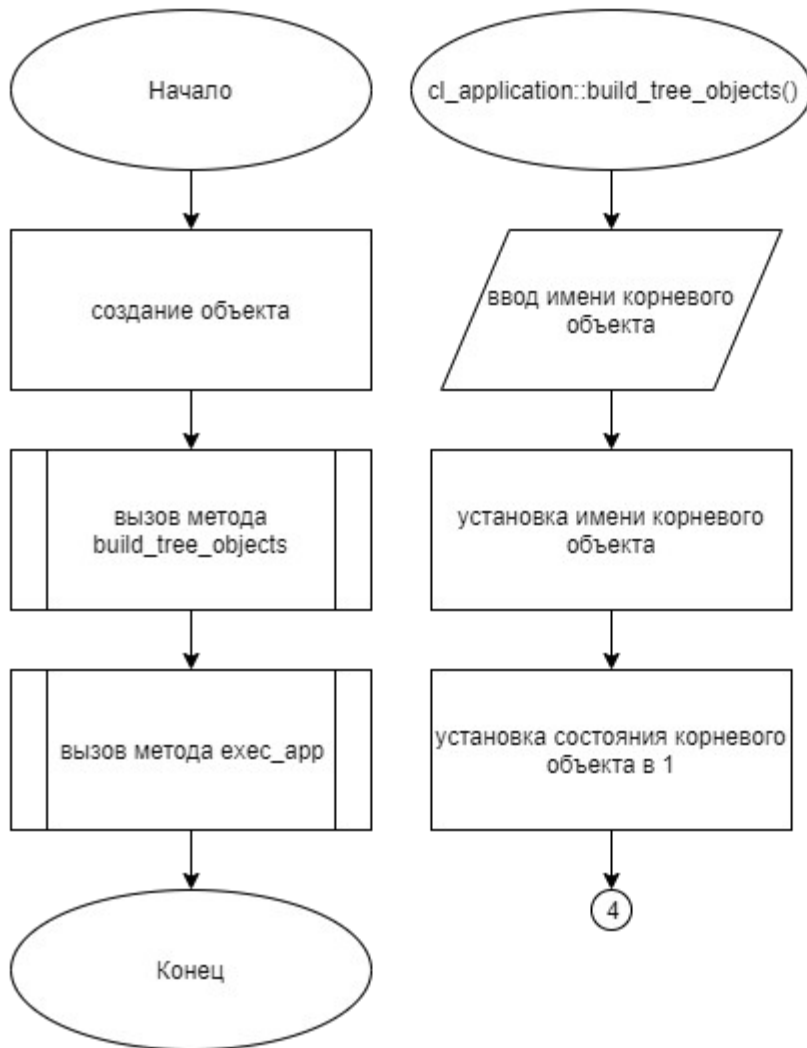 Начало
создание объекта
вызов метода
build_tree_objects
вызов метода exec_app
Конец
cl_application::build_tree_objects()
ввод имени корневого
объекта
установка имени корневого
объекта
установка состояния корневого
объекта в 1
4